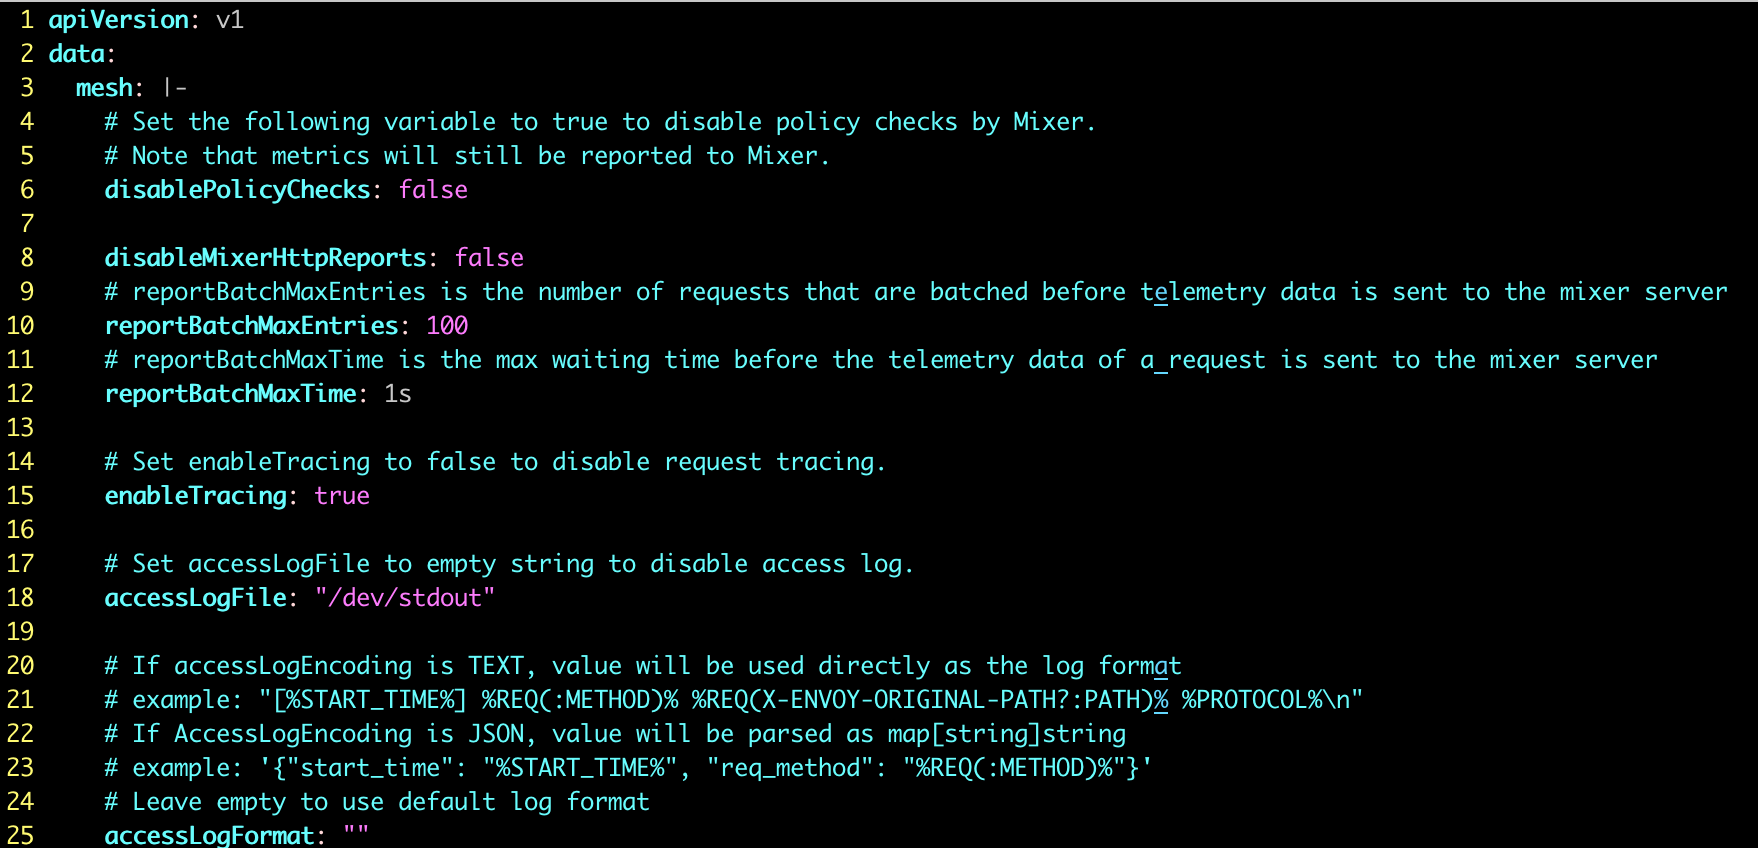 1 apiVersion: v1
2 data:
3   mesh: |-
4     # Set the following variable to true to disable policy checks by Mixer.
5     # Note that metrics will still be reported to Mixer.
6     disablePolicyChecks: false
7
8     disableMixerHttpReports: false
9     # reportBatchMaxEntries is the number of requests that are batched before telemetry data is sent to the mixer server
10     reportBatchMaxEntries: 100
11     # reportBatchMaxTime is the max waiting time before the telemetry data of a request is sent to the mixer server
12     reportBatchMaxTime: 1s
13
14     # Set enableTracing to false to disable request tracing.
15     enableTracing: true
16
17     # Set accessLogFile to empty string to disable access log.
18     accessLogFile: "/dev/stdout"
19
20     # If accessLogEncoding is TEXT, value will be used directly as the log format
21     # example: "[%START_TIME%] %REQ(:METHOD)% %REQ(X-ENVOY-ORIGINAL-PATH?:PATH)% %PROTOCOL%\n"
22     # If AccessLogEncoding is JSON, value will be parsed as map[string]string
23     # example: '{"start_time": "%START_TIME%", "req_method": "%REQ(:METHOD)%"}'
24     # Leave empty to use default log format
25     accessLogFormat: ""